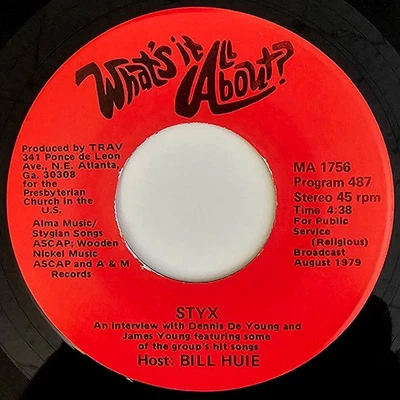 What's it
All
About?
Produced by TRAV
341 Ponce de Leon
Ave., N.E. Atlanta,
Ga. 30308
for the
Presbyterian
Church in the
U.S.
Alma Music/
Stygian Songs
ASCAP; Wooden
Nickel Music
ASCAP and A & M
Records
MA 1756
Program 487
Stereo 45 rpm
Time 4:38
For Public
Service
(Religious)
Broadcast
August 1979
STYX
An interview with Dennis De Young and
James Young featuring some
of the group's hit songs
Host: BILL HUIE